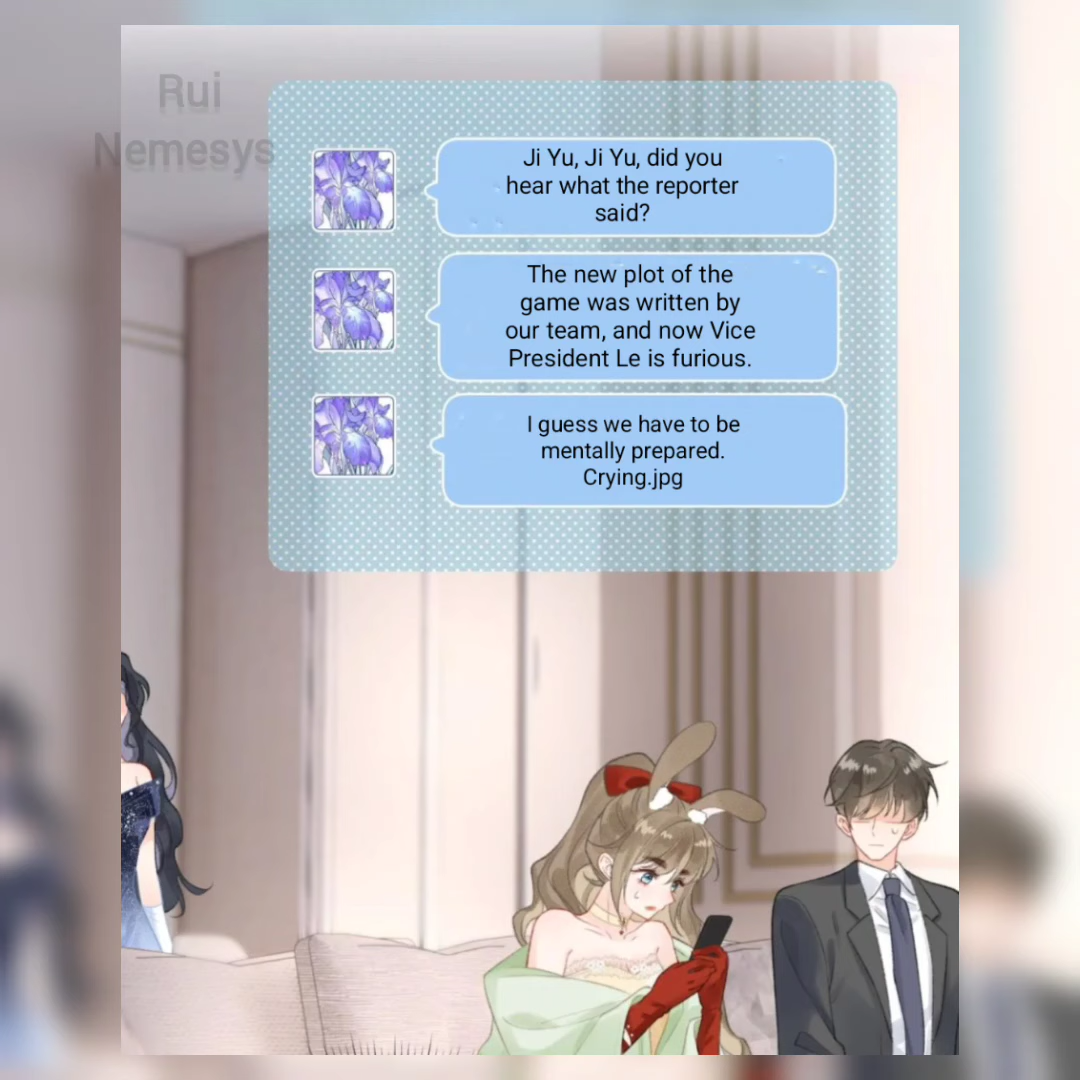 Rui
Nemesys
Ji Yu, Ji Yu, did you
hear what the reporter
said?
The new plot of the
game was written by
our team, and now Vice
President Le is furious.
I guess we have to be
mentally prepared.
Crying.jpg